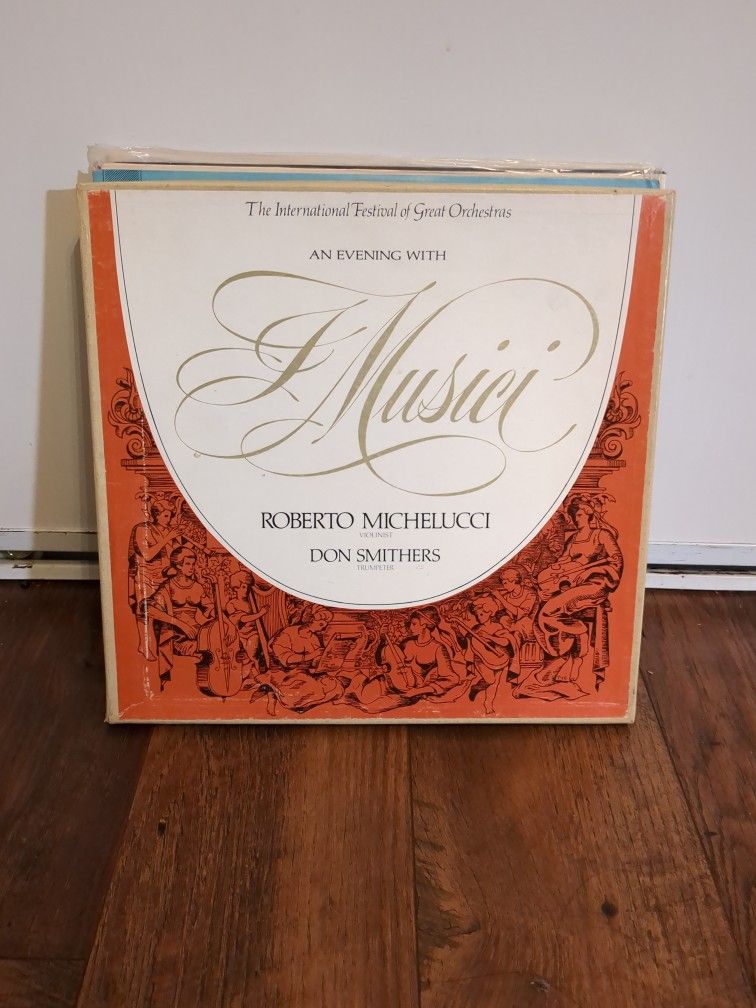 The International Festival of Great Orchestras
AN EVENING WITH
I Musici
ROBERTO MICHELUCCI
VIOLINIST
DON SMITHERS
TRUMPETER